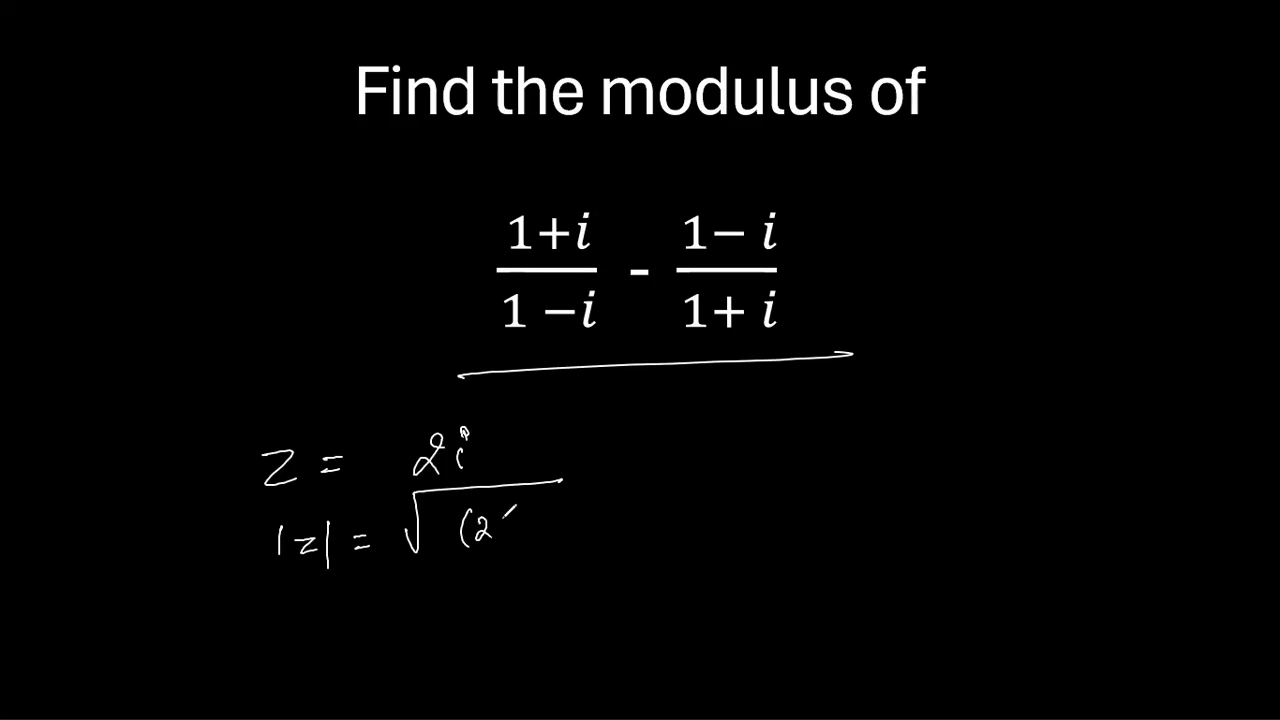 Find the modulus of
1+i/1 −i - 1− i/1+ i
z = 2i
|z| = √(2